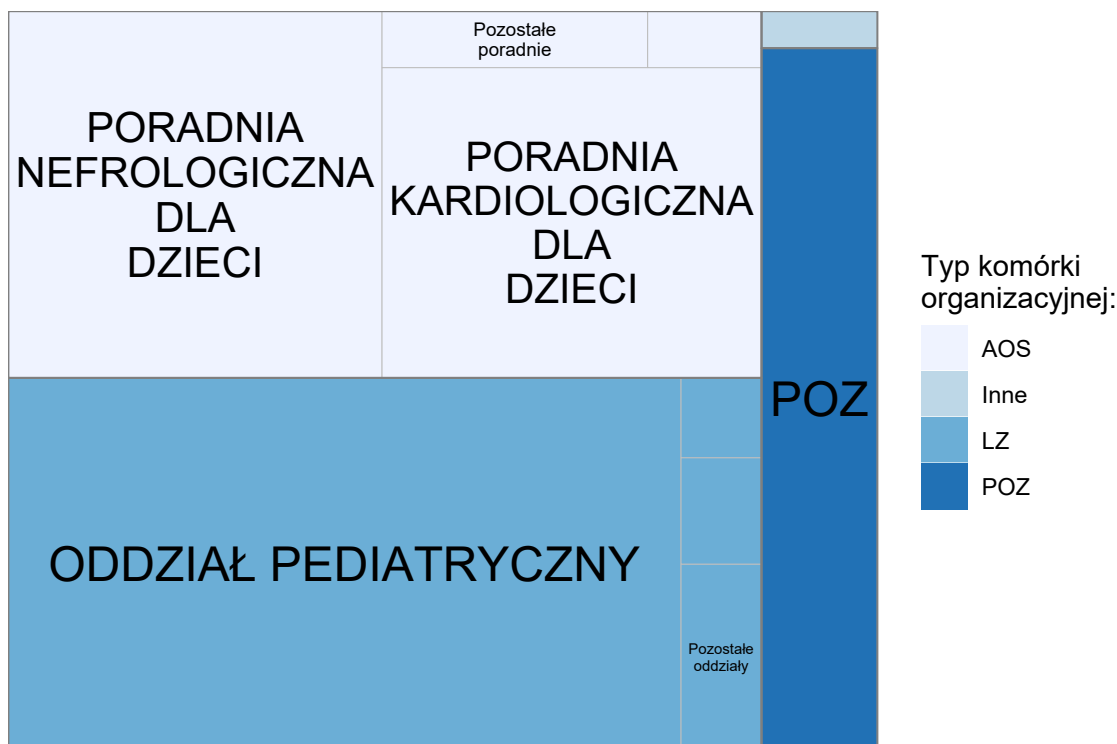 Pozostałe
poradnie
PORADNIA
NEFROLOGICZNA
DLA
DZIECI
PORADNIA
KARDIOLOGICZNA
DLA
DZIECI
ODDZIAŁ PEDIATRYCZNY
Pozostałe
oddziały
POZ
Typ komórki
organizacyjnej:
AOS
Inne
LZ
POZ